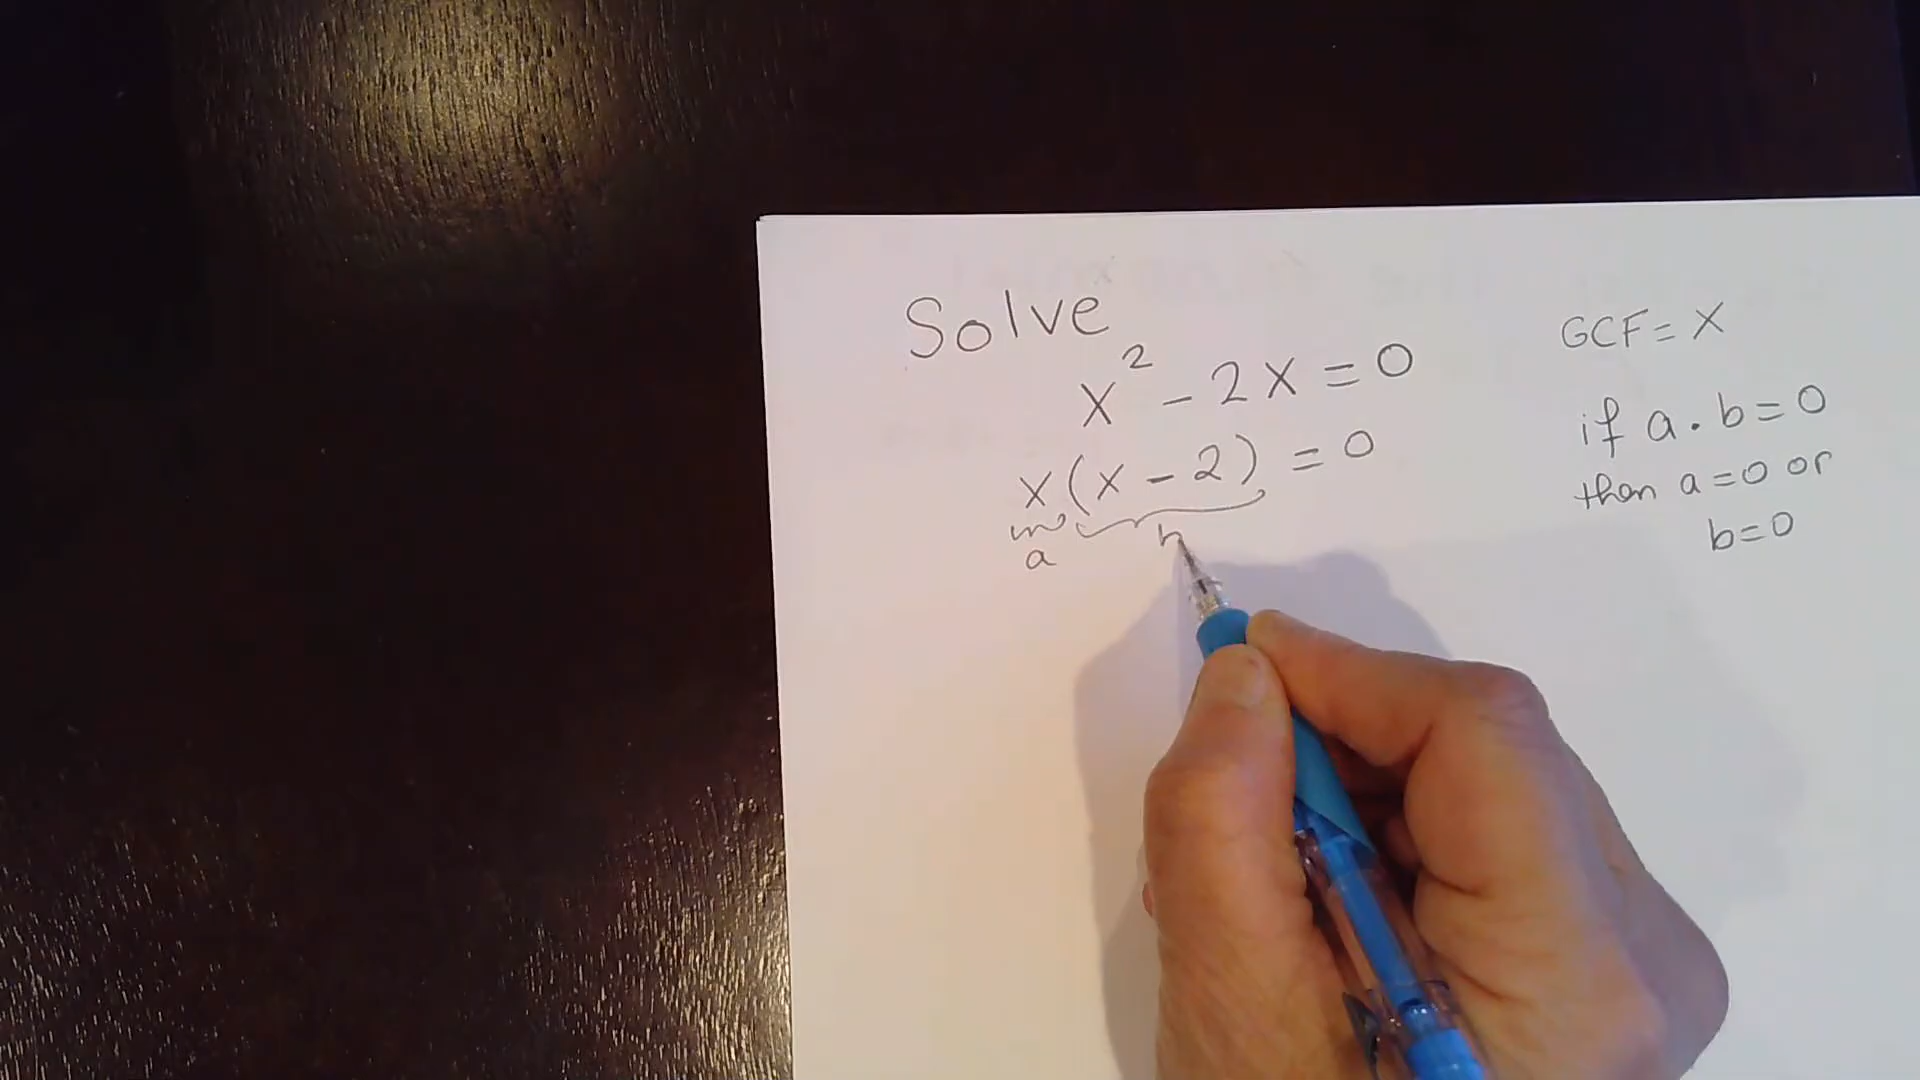 Solve
x² - 2x = 0
x(x - 2) = 0
a b
GCF = x
if a . b = 0
then a = 0 or
b = 0